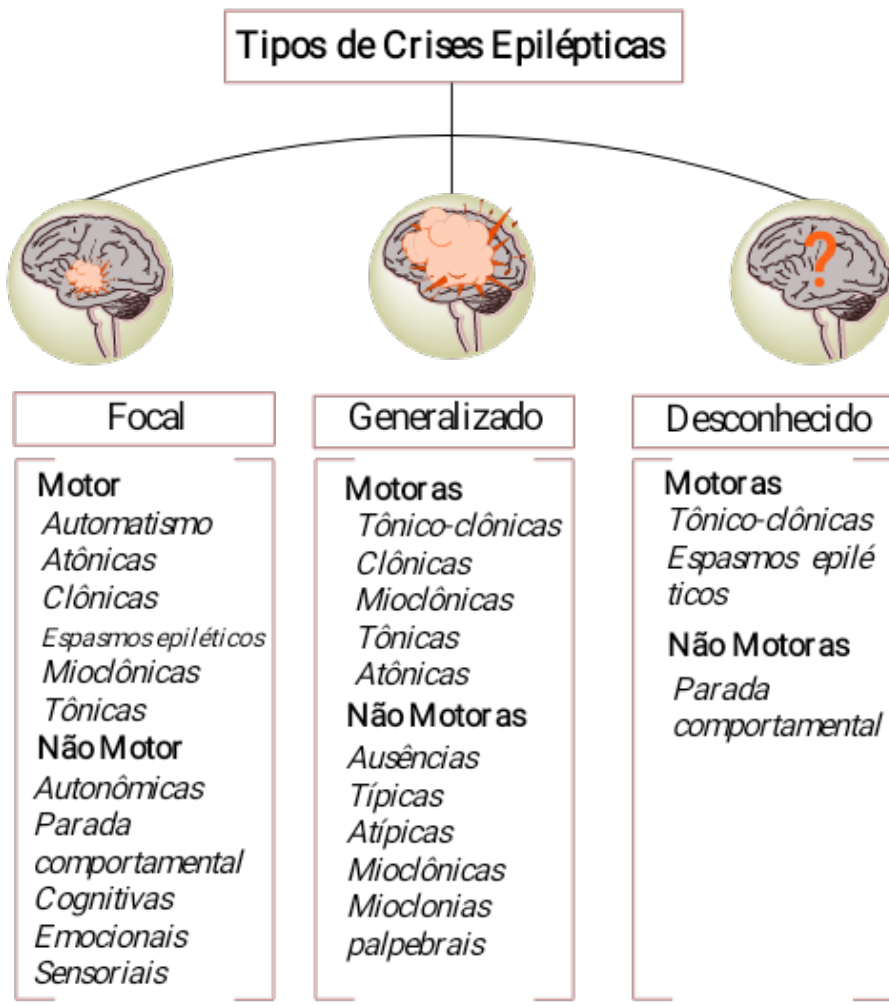 Tipos de Crises Epilépticas
?
Focal
Motor
Automatismo
Atônicas
Clônicas
Espasmos epiléticos
Mioclônicas
Tônicas
Não Motor
Autonômicas
Parada
comportamental
Cognitivas
Emocionais
Sensoriais
Generalizado
Motoras
Tônico-clônicas
Clônicas
Mioclônicas
Tônicas
Atônicas
Não Motoras
Ausências
Típicas
Atípicas
Mioclônicas
Mioclonias
palpebrais
Desconhecido
Motoras
Tônico-clônicas
Espasmos epilé
ticos
Não Motoras
Parada
comportamental